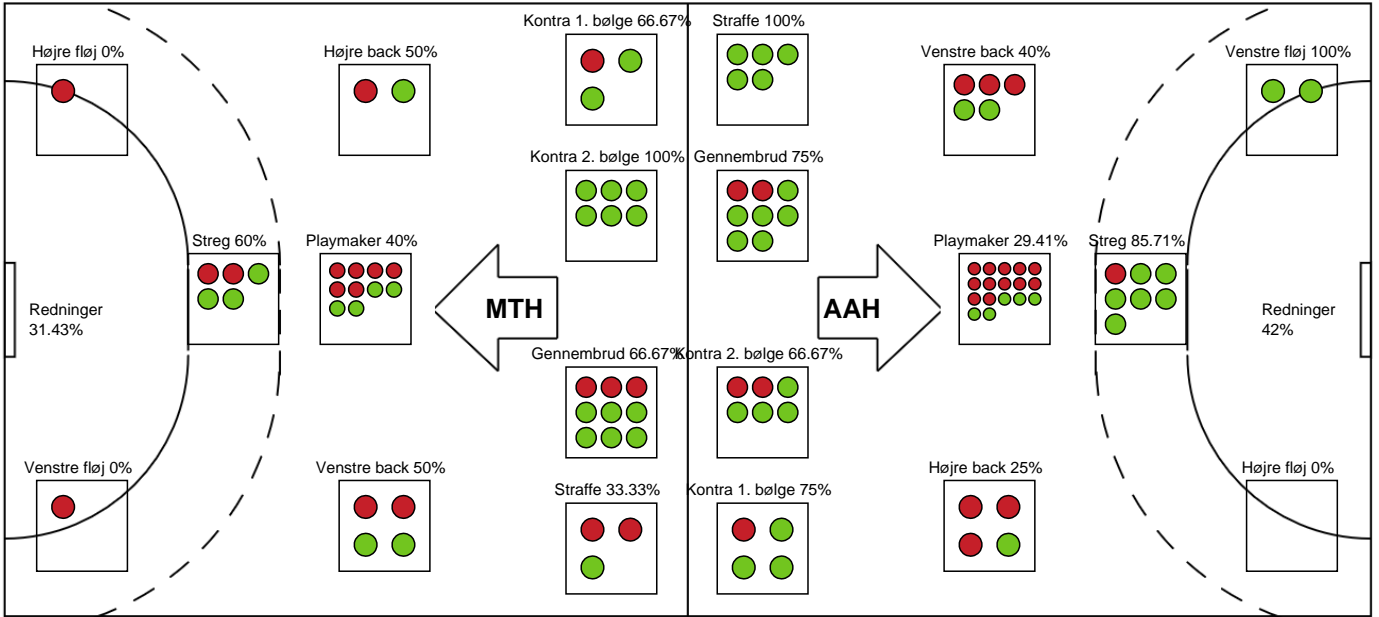 Kontra 1. bølge 66.67%
Straffe 100%
Højre fløj 0%
Højre back 50%
Venstre back 40%
Venstre fløj 100%
Kontra 2. bølge 100%
Gennembrud 75%
Streg 60%
Playmaker 40%
Playmaker 29.41%
Streg 85.71%
Redninger
31.43%
MTH
AAH
Redninger
42%
Gennembrud 66.67%
Kontra 2. bølge 66.67%
Venstre fløj 0%
Venstre back 50%
Højre back 25%
Højre fløj 0%
Straffe 33.33%
Kontra 1. bølge 75%